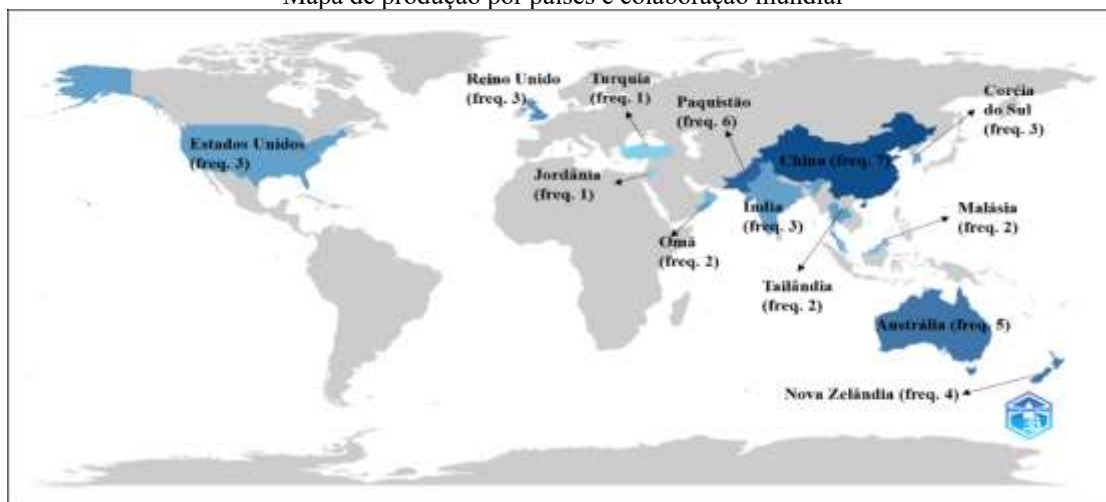 Mapa de produção por países e colaboração mundial
Reino Unido
(freq. 3)
Turquia
(freq. 1)
Paquistão
(freq. 6)
Coréia
do Sul
(freq. 3)
Estados Unidos
(freq. 3)
China (freq. 7)
Jordânia
(freq. 1)
Índia
(freq. 3)
Malásia
(freq. 2)
Omã
(freq. 2)
Tailândia
(freq. 2)
Austrália (freq. 5)
Nova Zelândia (freq. 4)